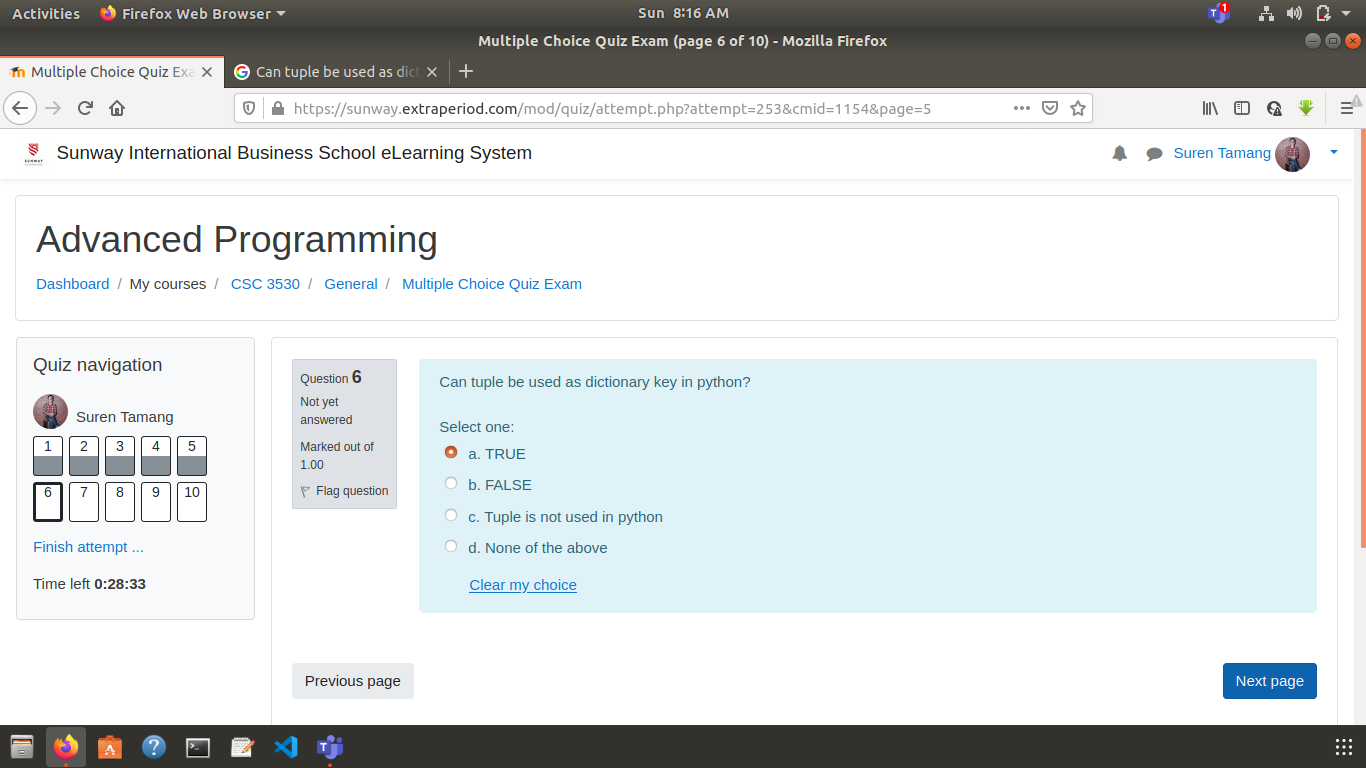 Activities Firefox Web Browser Sun 8:16 AM 1
Multiple Choice Quiz Exam (page 6 of 10) - Mozilla Firefox
Multiple Choice Quiz Exa Can tuple be used as dict
https://sunway.extraperiod.com/mod/quiz/attempt.php?attempt=253&cmid=1154&page=5
SUNWAY Sunway International Business School eLearning System Suren Tamang
Advanced Programming
Dashboard / My courses / CSC 3530 / General / Multiple Choice Quiz Exam
Quiz navigation
Suren Tamang
1 2 3 4 5
6 7 8 9 10
Finish attempt ...
Time left 0:28:33
Question 6
Not yet
answered
Marked out of
1.00
Flag question
Can tuple be used as dictionary key in python?
Select one:
a. TRUE
b. FALSE
c. Tuple is not used in python
d. None of the above
Clear my choice
Previous page Next page